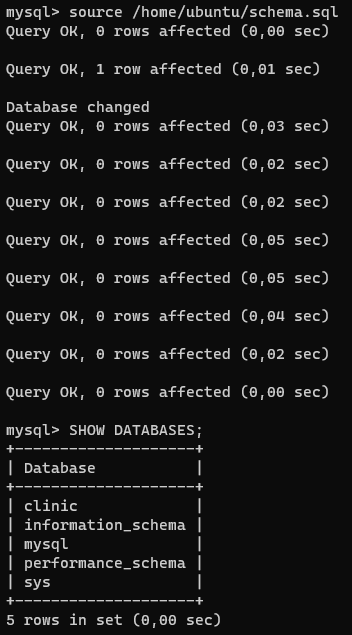 mysql> source /home/ubuntu/schema.sql
Query OK, 0 rows affected (0,00 sec)

Query OK, 1 row affected (0,01 sec)

Database changed
Query OK, 0 rows affected (0,03 sec)

Query OK, 0 rows affected (0,02 sec)

Query OK, 0 rows affected (0,02 sec)

Query OK, 0 rows affected (0,05 sec)

Query OK, 0 rows affected (0,05 sec)

Query OK, 0 rows affected (0,04 sec)

Query OK, 0 rows affected (0,02 sec)

Query OK, 0 rows affected (0,00 sec)

mysql> SHOW DATABASES;
+--------------------+
| Database           |
+--------------------+
| clinic             |
| information_schema |
| mysql              |
| performance_schema |
| sys                |
+--------------------+
5 rows in set (0,00 sec)